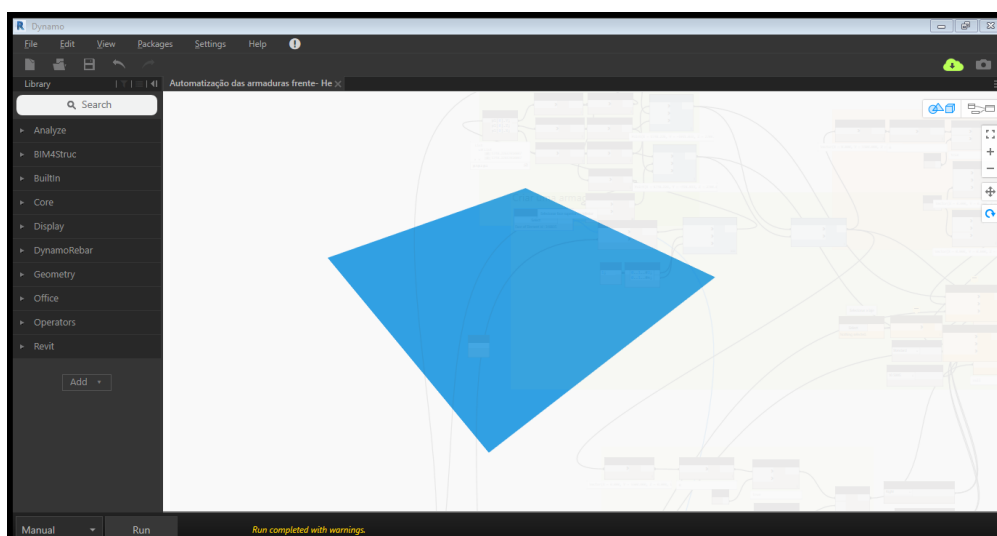 R Dynamo
File Edit View Packages Settings Help !
Library
Automatização das armaduras frente- He
Search
Analyze
BIM4Struc
BuiltIn
Core
Display
DynamoRebar
Geometry
Office
Operators
Revit
Add
Manual
Run
Run completed with warnings.